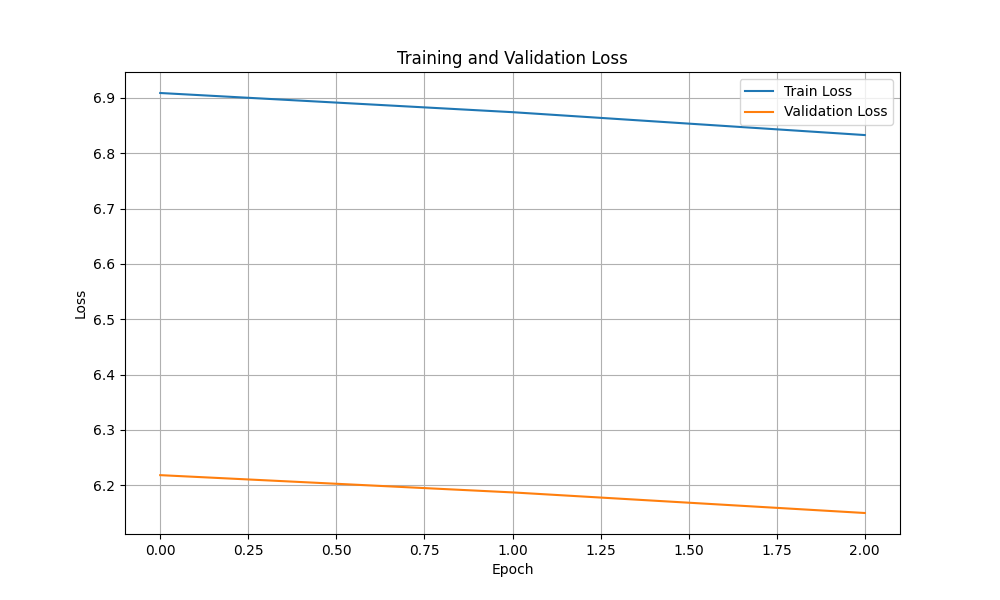 Training and Validation Loss
Train Loss
Validation Loss
6.9
6.8
6.7
6.6
6.5
6.4
6.3
6.2
Loss
0.00 0.25 0.50 0.75 1.00 1.25 1.50 1.75 2.00
Epoch